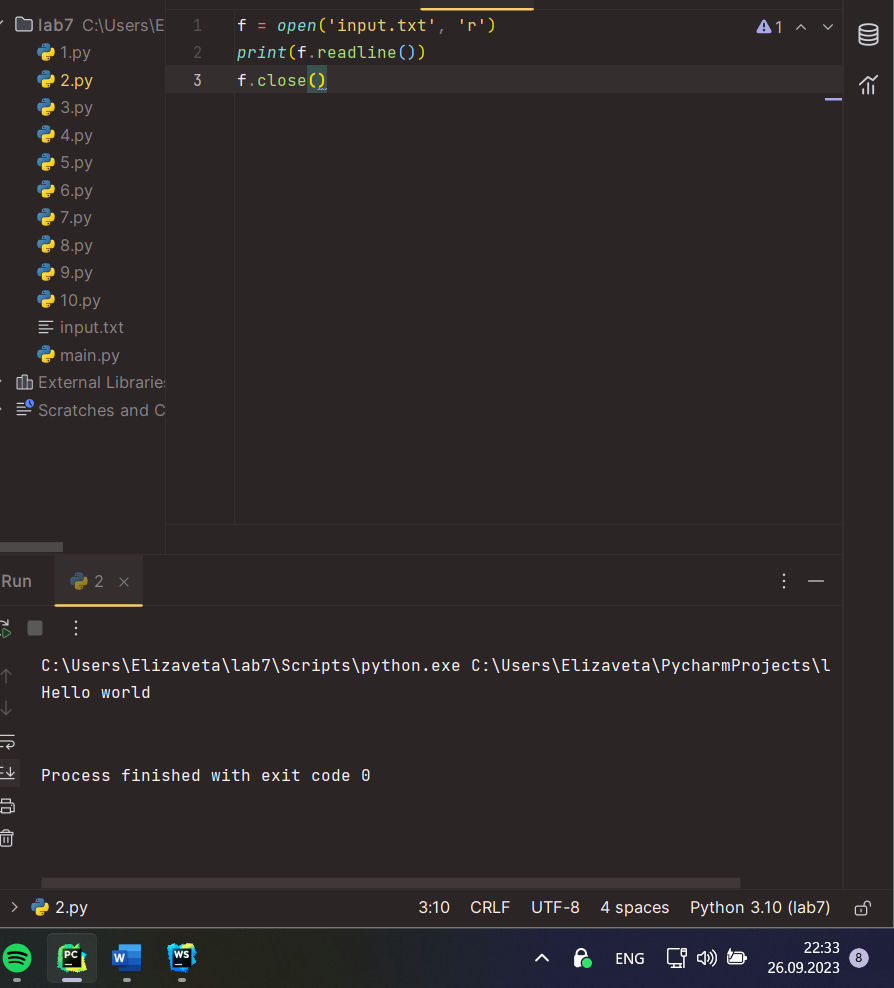 lab7 C:\Users\E
1.py
2.py
3.py
4.py
5.py
6.py
7.py
8.py
9.py
10.py
input.txt
main.py
External Libraries
Scratches and C
1 f = open('input.txt', 'r')
2 print(f.readline())
3 f.close()
1
Run 2
C:\Users\Elizaveta\lab7\Scripts\python.exe C:\Users\Elizaveta\PycharmProjects\l
Hello world
Process finished with exit code 0
2.py 3:10 CRLF UTF-8 4 spaces Python 3.10 (lab7)
PC W WS ENG 22:33 8
26.09.2023